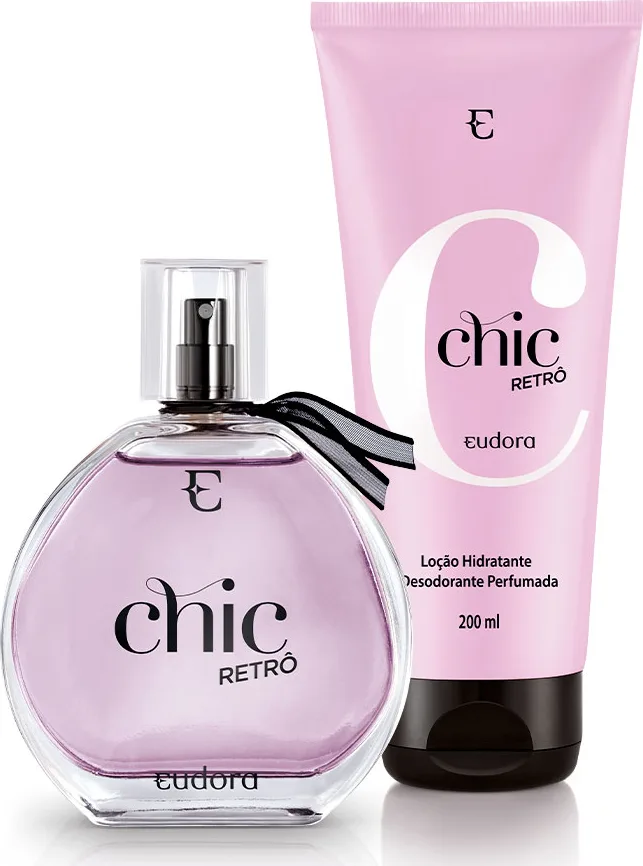 E
chic
RETRÔ
eudora
E
chic
RETRÔ
eudora
Loção Hidratante
Desodorante Perfumada
200 ml